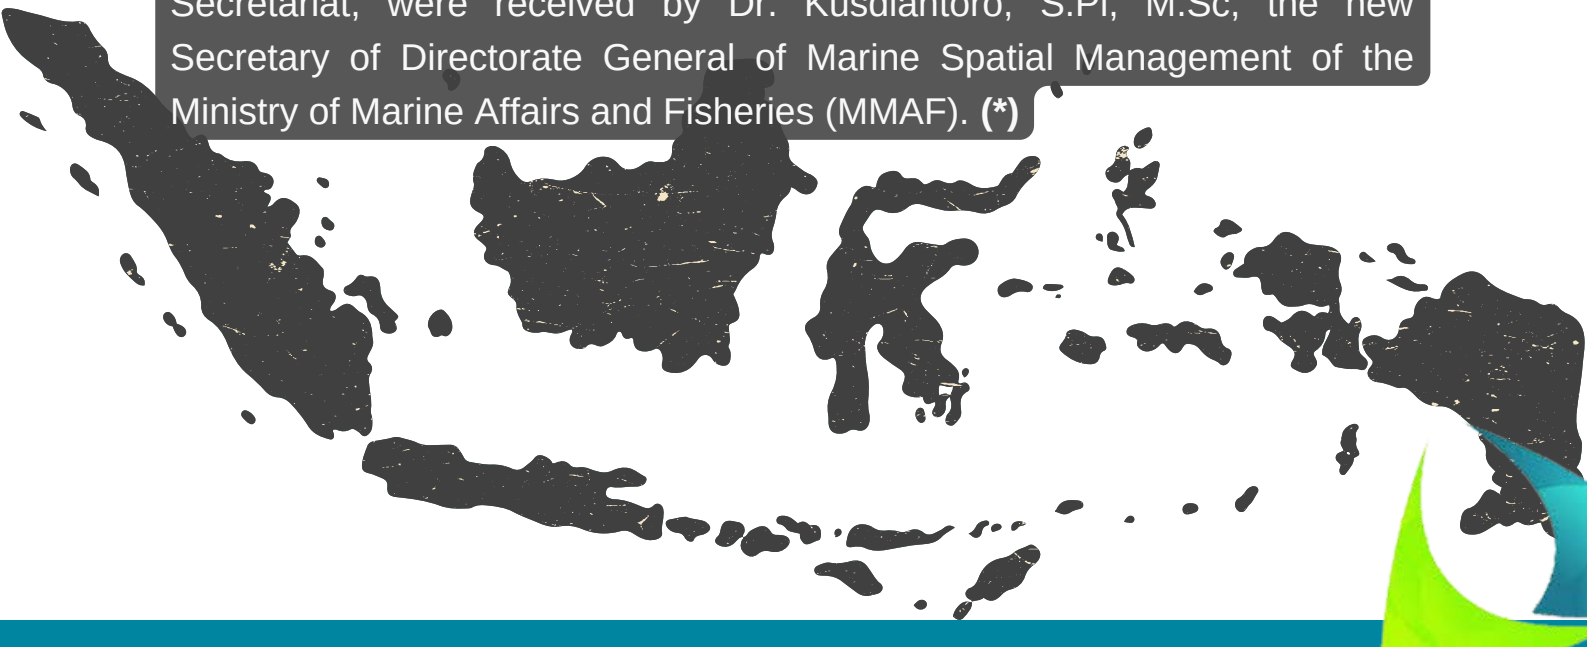 Secretariat, were received by Dr. Kusdiantoro, S.Pi, M.Sc, the new
Secretary of Directorate General of Marine Spatial Management of the
Ministry of Marine Affairs and Fisheries (MMAF). (*)